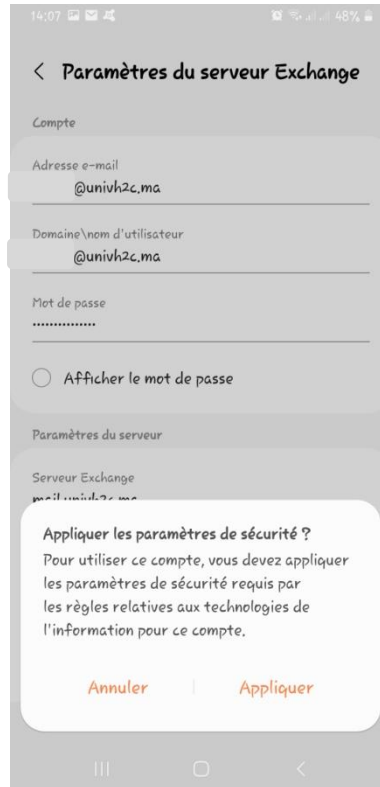 14:07 48%
Paramètres du serveur Exchange
Compte
Adresse e-mail
@univh2c.ma
Domaine\nom d'utilisateur
@univh2c.ma
Mot de passe
•••••••••••••••
Afficher le mot de passe
Paramètres du serveur
Serveur Exchange
mail.univh2c.ma
Appliquer les paramètres de sécurité ?
Pour utiliser ce compte, vous devez appliquer
les paramètres de sécurité requis par
les règles relatives aux technologies de
l'information pour ce compte.
Annuler Appliquer